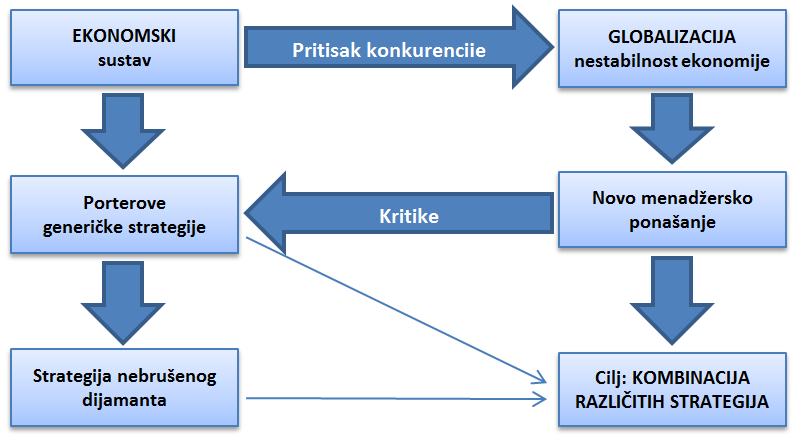 EKONOMSKI
sustav
Pritisak konkurencije
GLOBALIZACIJA
nestabilnost ekonomije
Porterove
generičke strategije
Kritike
Novo menadžersko
ponašanje
Strategija nebrušenog
dijamanta
Cilj: KOMBINACIJA
RAZLIČITIH STRATEGIJA